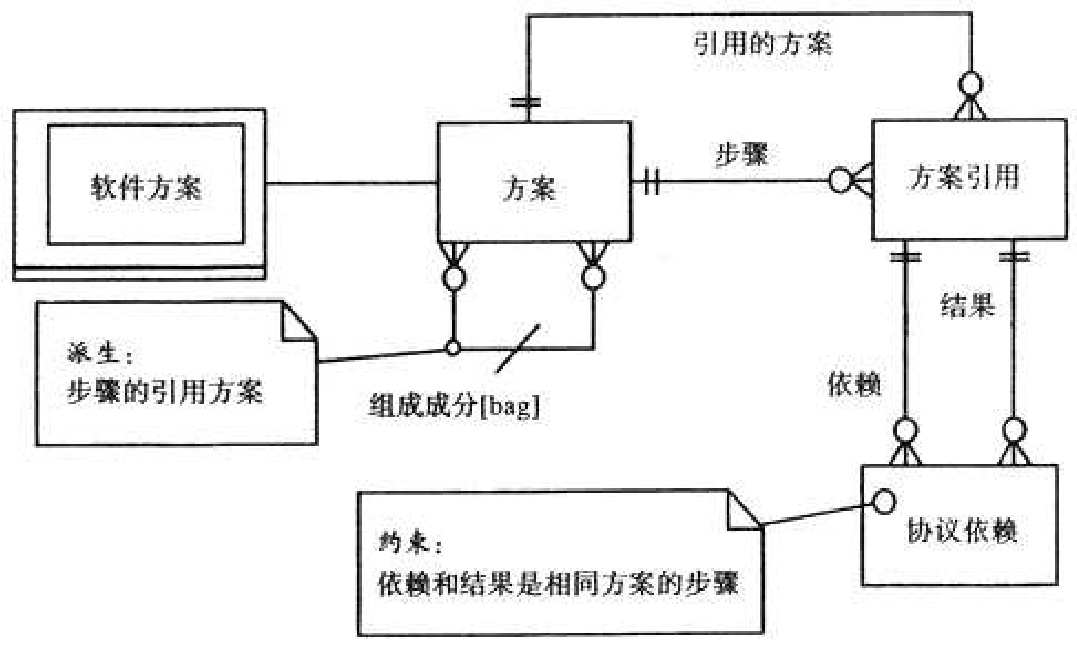 引用的方案
步骤
软件方案
方案
方案引用
结果
派生：
步骤的引用方案
依赖
组成成分[bag]
约束：
依赖和结果是相同方案的步骤
协议依赖